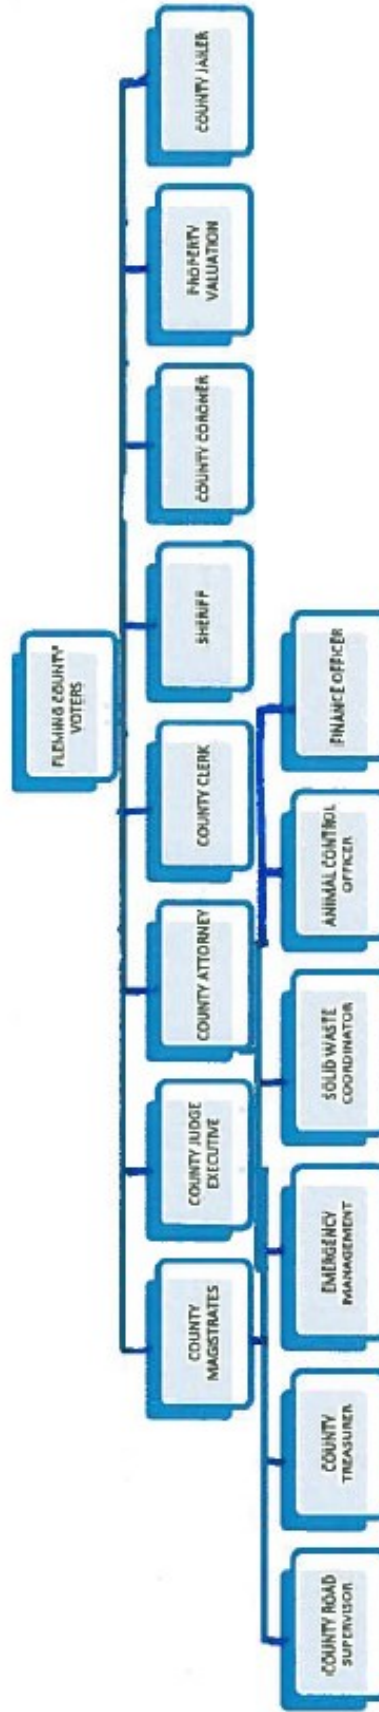 FLEMING COUNTY
VOTERS
COUNTY
MAGISTRATES
COUNTY JUDGE
EXECUTIVE
COUNTY ATTORNEY
COUNTY CLERK
SHERIFF
COUNTY CORONER
PROPERTY
VALUATION
COUNTY JAILER
COUNTY ROAD
SUPERVISOR
COUNTY
TREASURER
EMERGENCY
MANAGEMENT
SOLID WASTE
COORDINATOR
ANIMAL CONTROL
OFFICER
FINANCE OFFICER